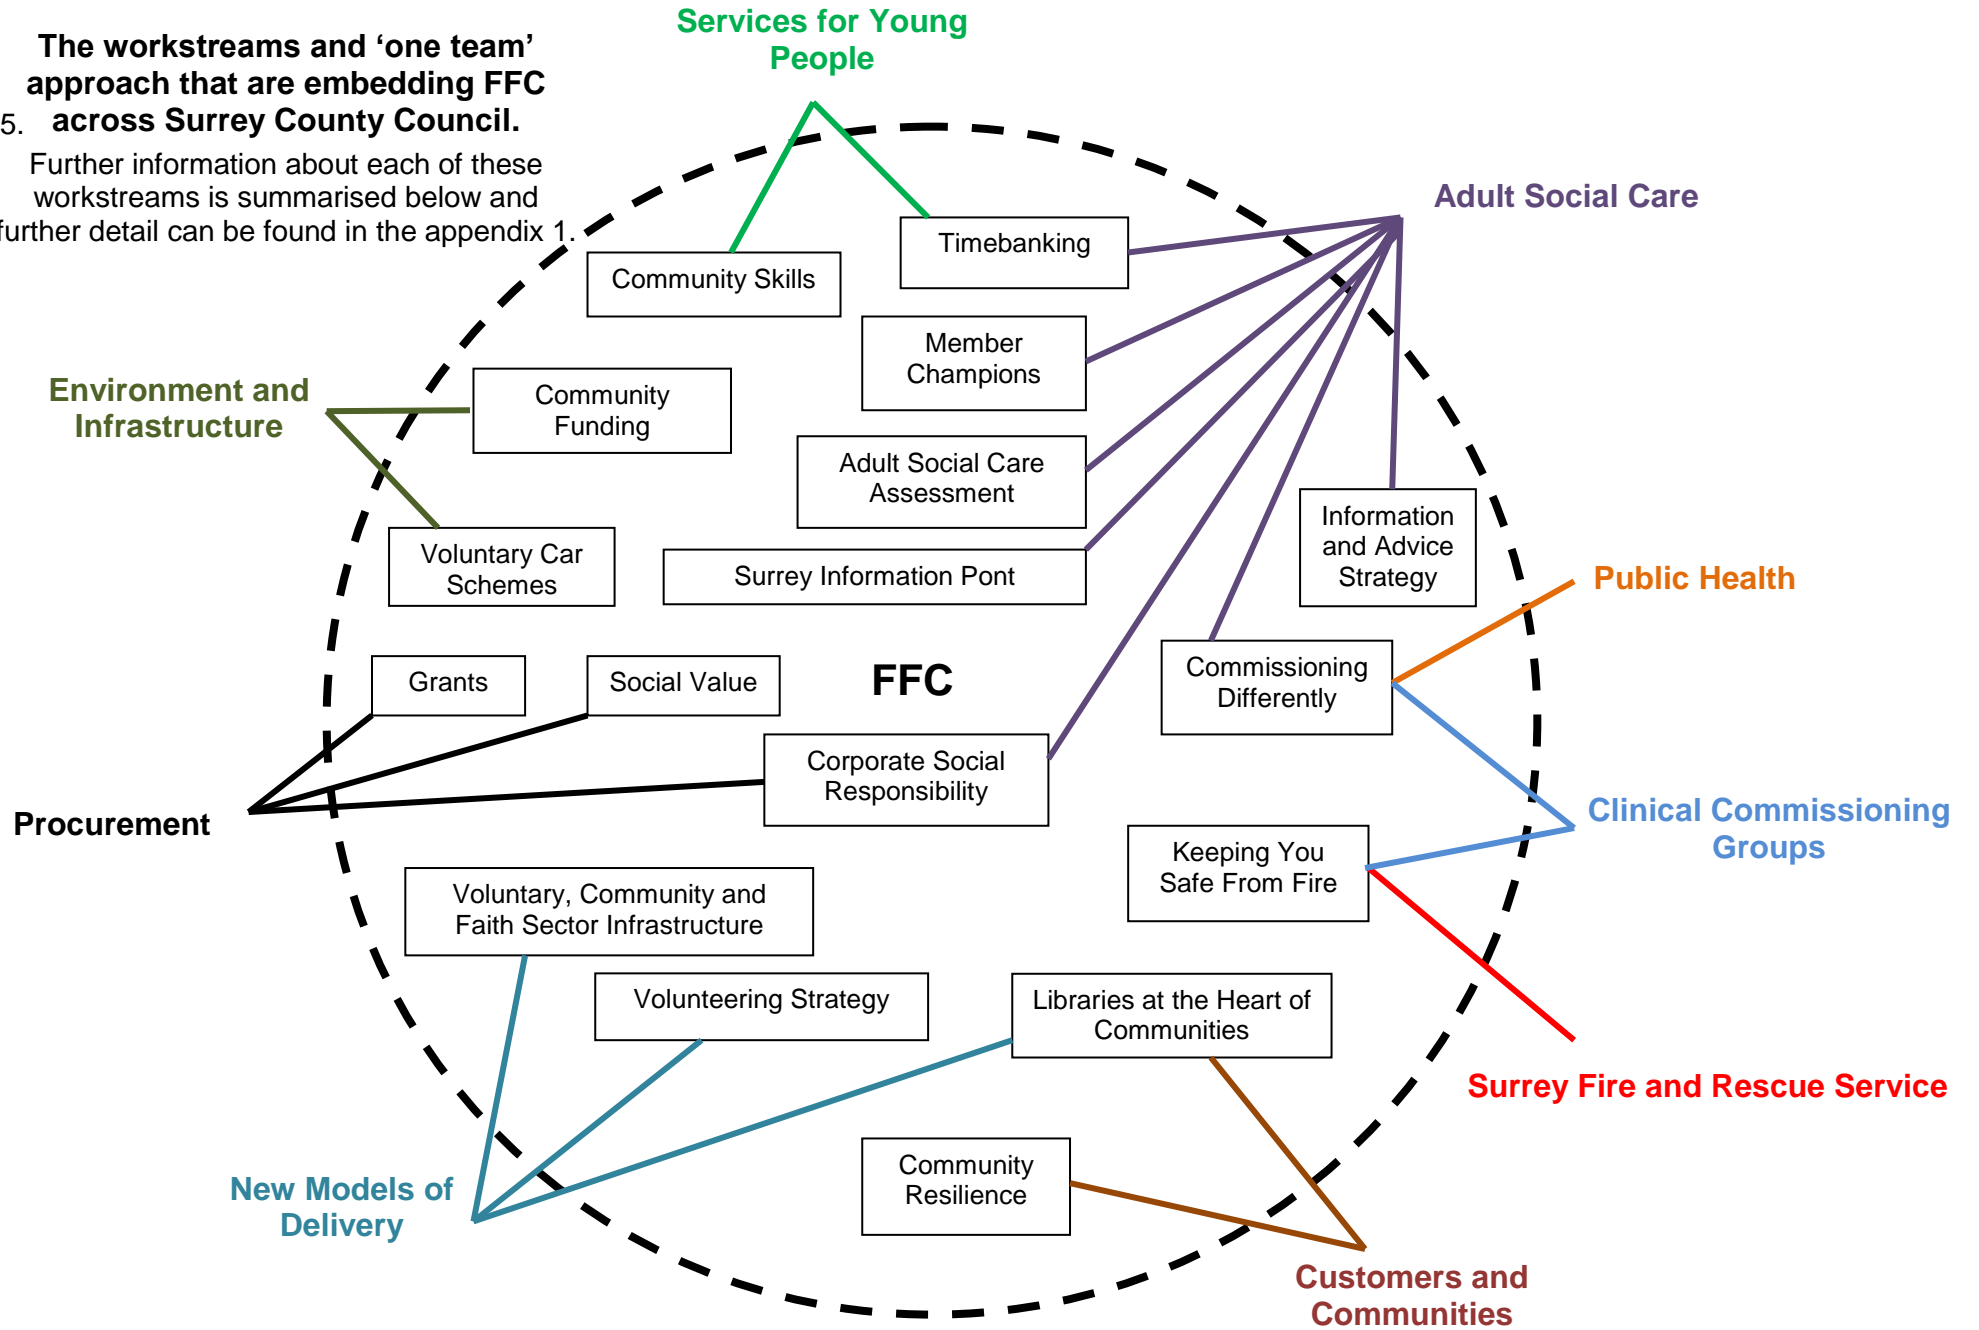 The workstreams and ‘one team’
approach that are embedding FFC
5. across Surrey County Council.
Further information about each of these
workstreams is summarised below and
further detail can be found in the appendix 1.
Services for Young
People
Adult Social Care
Timebanking
Community Skills
Member
Champions
Environment and
Infrastructure
Community
Funding
Adult Social Care
Assessment
Information
and Advice
Strategy
Voluntary Car
Schemes
Surrey Information Pont
Public Health
Grants
Social Value
FFC
Commissioning
Differently
Corporate Social
Responsibility
Procurement
Clinical Commissioning
Groups
Keeping You
Safe From Fire
Voluntary, Community and
Faith Sector Infrastructure
Volunteering Strategy
Libraries at the Heart of
Communities
Surrey Fire and Rescue Service
New Models of
Delivery
Community
Resilience
Customers and
Communities